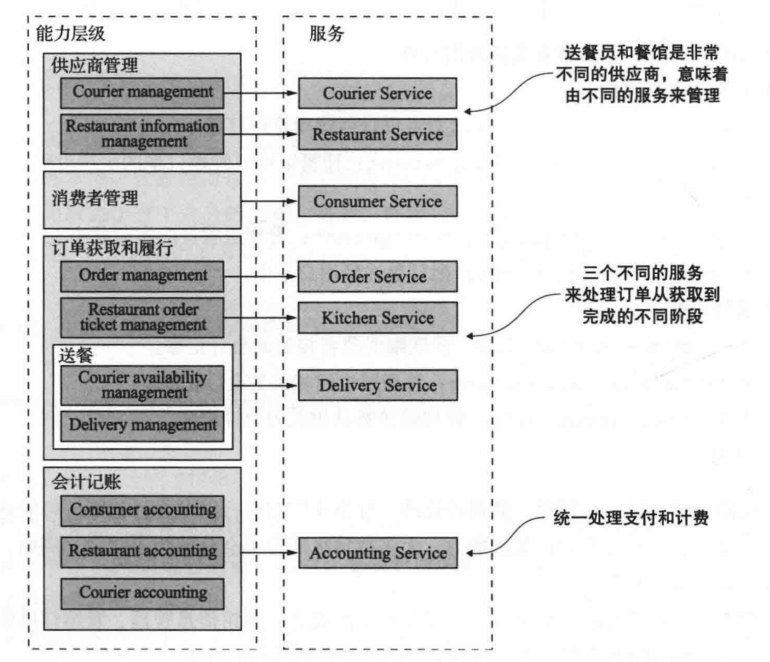 能力层级
供应商管理
Courier management
Restaurant information
management
消费者管理
订单获取和履行
Order management
Restaurant order
ticket management
送餐
Courier availability
management
Delivery management
会计记账
Consumer accounting
Restaurant accounting
Courier accounting
服务
Courier Service
Restaurant Service
Consumer Service
Order Service
Kitchen Service
Delivery Service
Accounting Service
送餐员和餐馆是非常
不同的供应商，意味着
由不同的服务来管理
三个不同的服务
来处理订单从获取到
完成的不同阶段
统一处理支付和计费